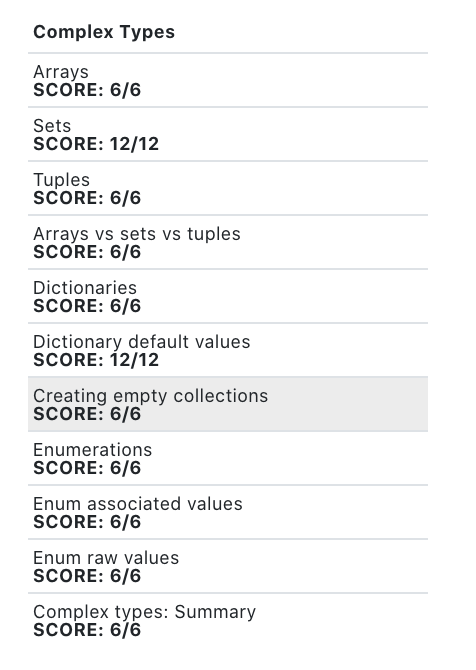 Complex Types
Arrays
SCORE: 6/6
Sets
SCORE: 12/12
Tuples
SCORE: 6/6
Arrays vs sets vs tuples
SCORE: 6/6
Dictionaries
SCORE: 6/6
Dictionary default values
SCORE: 12/12
Creating empty collections
SCORE: 6/6
Enumerations
SCORE: 6/6
Enum associated values
SCORE: 6/6
Enum raw values
SCORE: 6/6
Complex types: Summary
SCORE: 6/6